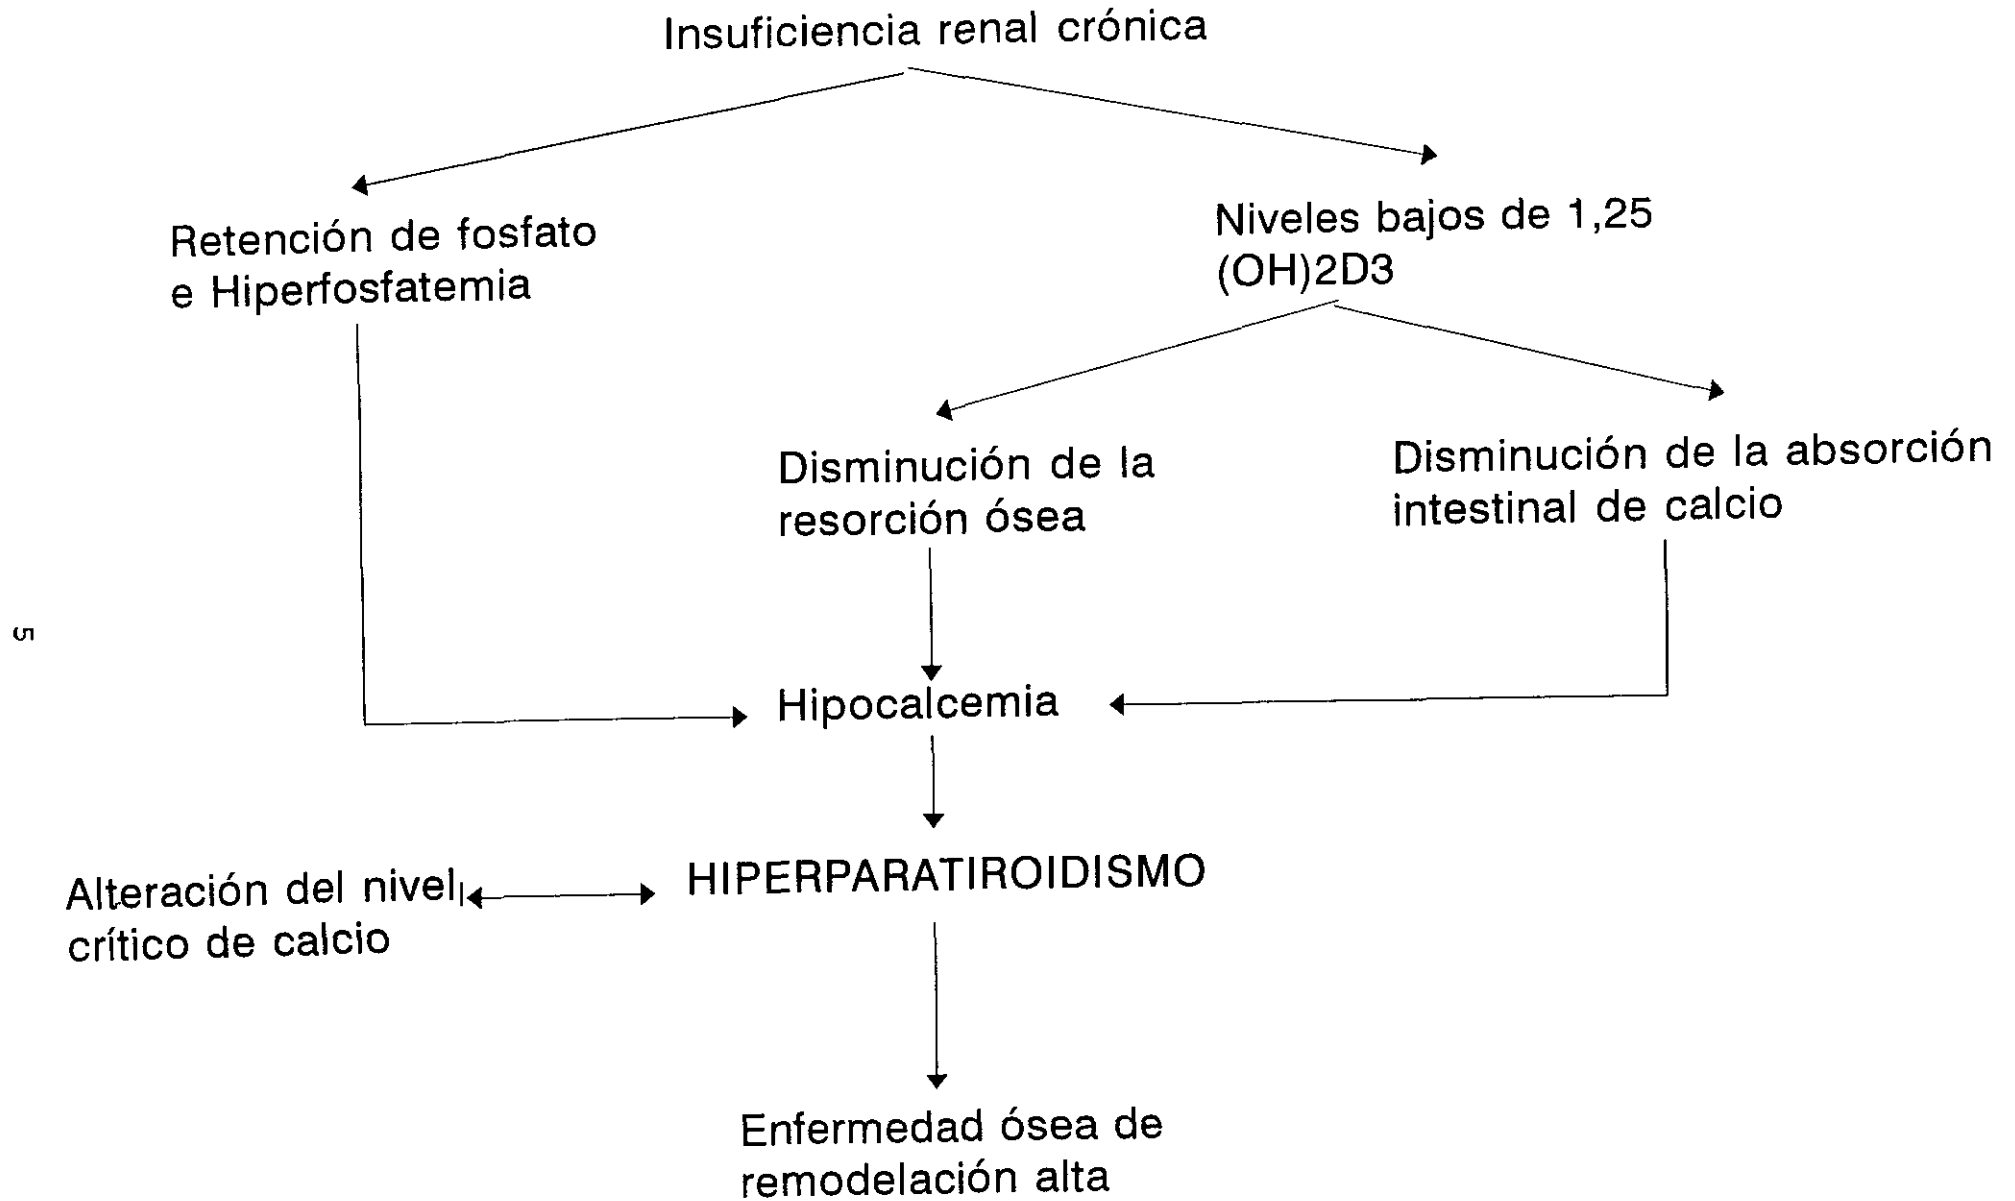 Insuficiencia renal crónica
Retención de fosfato
e Hiperfosfatemia
Niveles bajos de 1,25
(OH)2D3
Disminución de la
resorción ósea
Disminución de la absorción
intestinal de calcio
5
Hipocalcemia
Alteración del nivel
crítico de calcio
HIPERPARATIROIDISMO
Enfermedad ósea de
remodelación alta